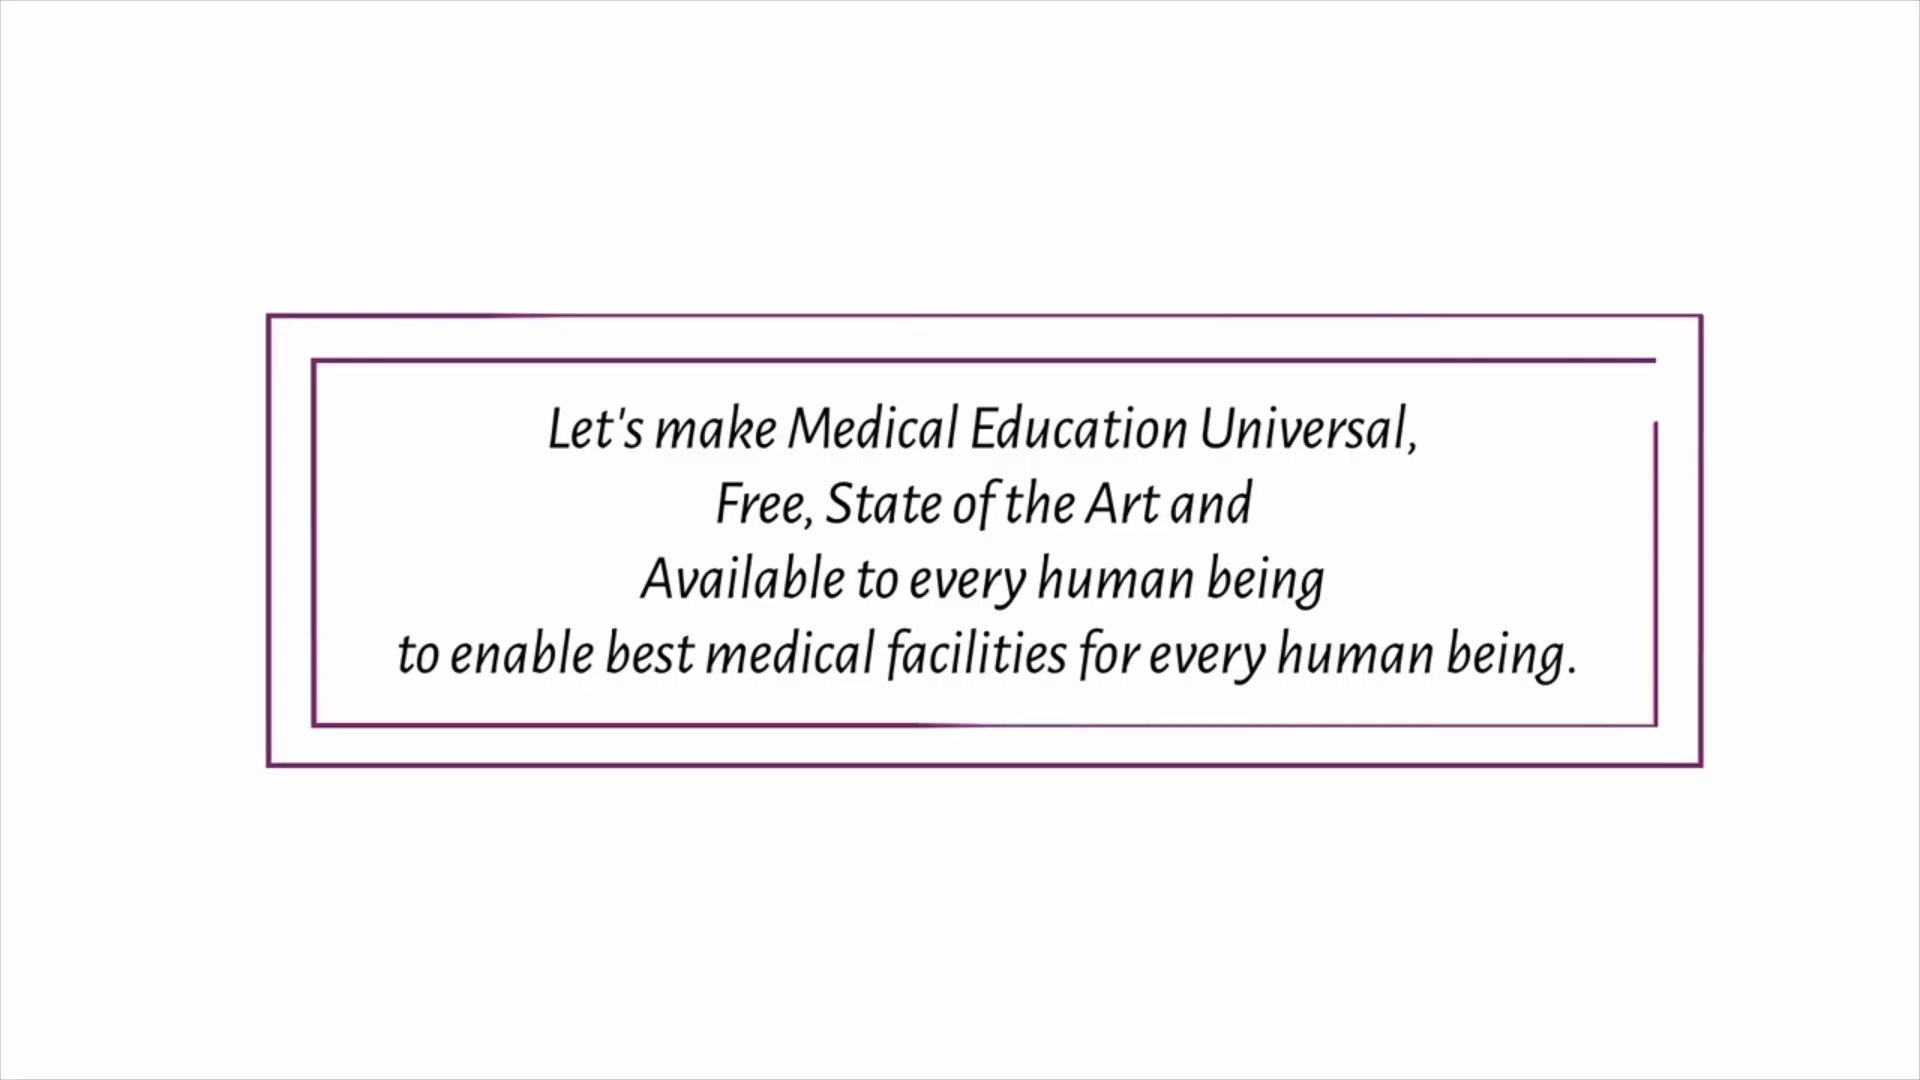 Let's make Medical Education Universal,
Free, State of the Art and
Available to every human being
to enable best medical facilities for every human being.